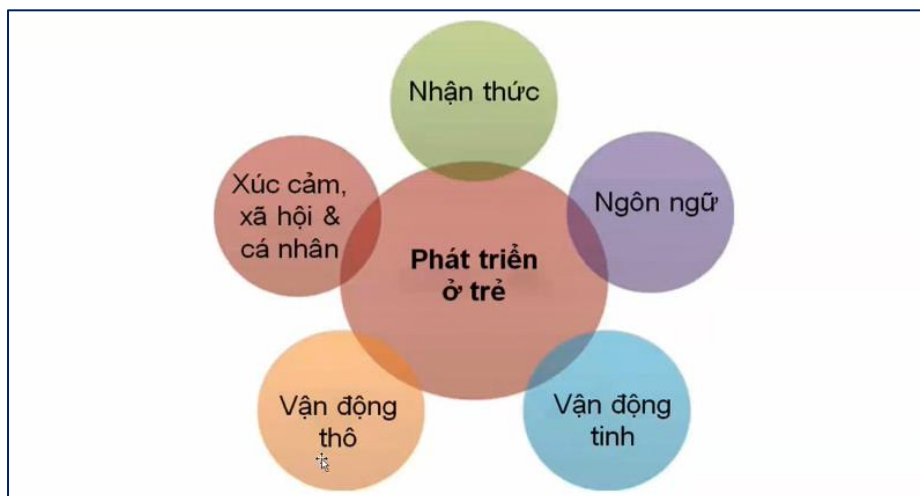 Nhận thức
Xúc cảm,
xã hội &
cá nhân
Ngôn ngữ
Phát triển
ở trẻ
Vận động
thô
Vận động
tinh